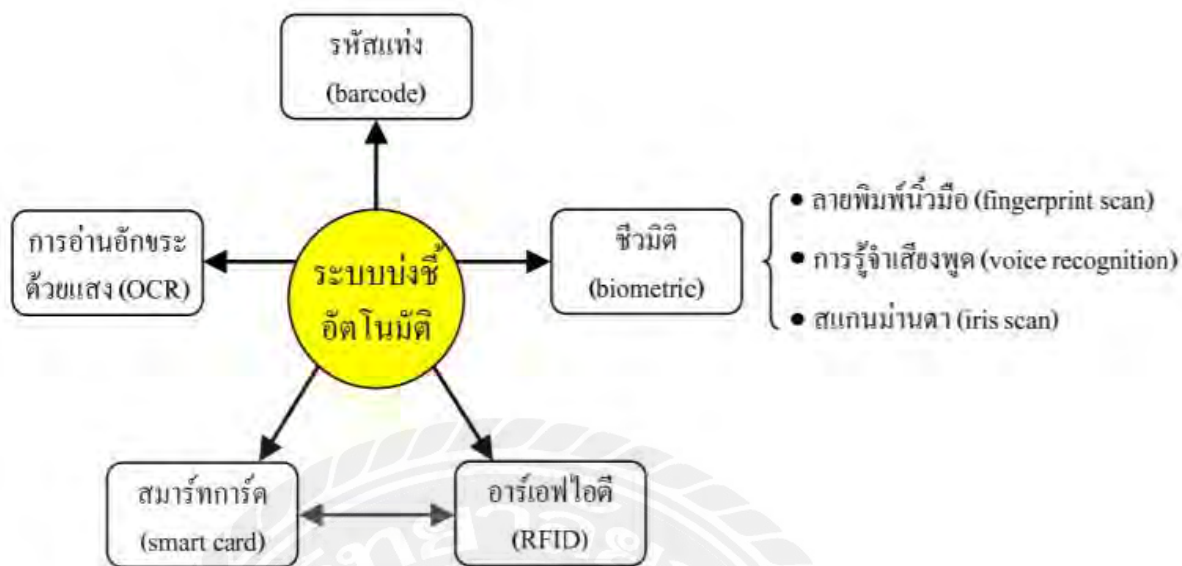 รหัสแท่ง
(barcode)
การอ่านอักขระ
ด้วยแสง (OCR)
ระบบบ่งชี้
อัตโนมัติ
ชีวมิติ
(biometric)
● ลายพิมพ์นิ้วมือ (fingerprint scan)
● การรู้จำเสียงพูด (voice recognition)
● สแกนม่านตา (iris scan)
สมาร์ทการ์ด
(smart card)
อาร์เอฟไอดี
(RFID)